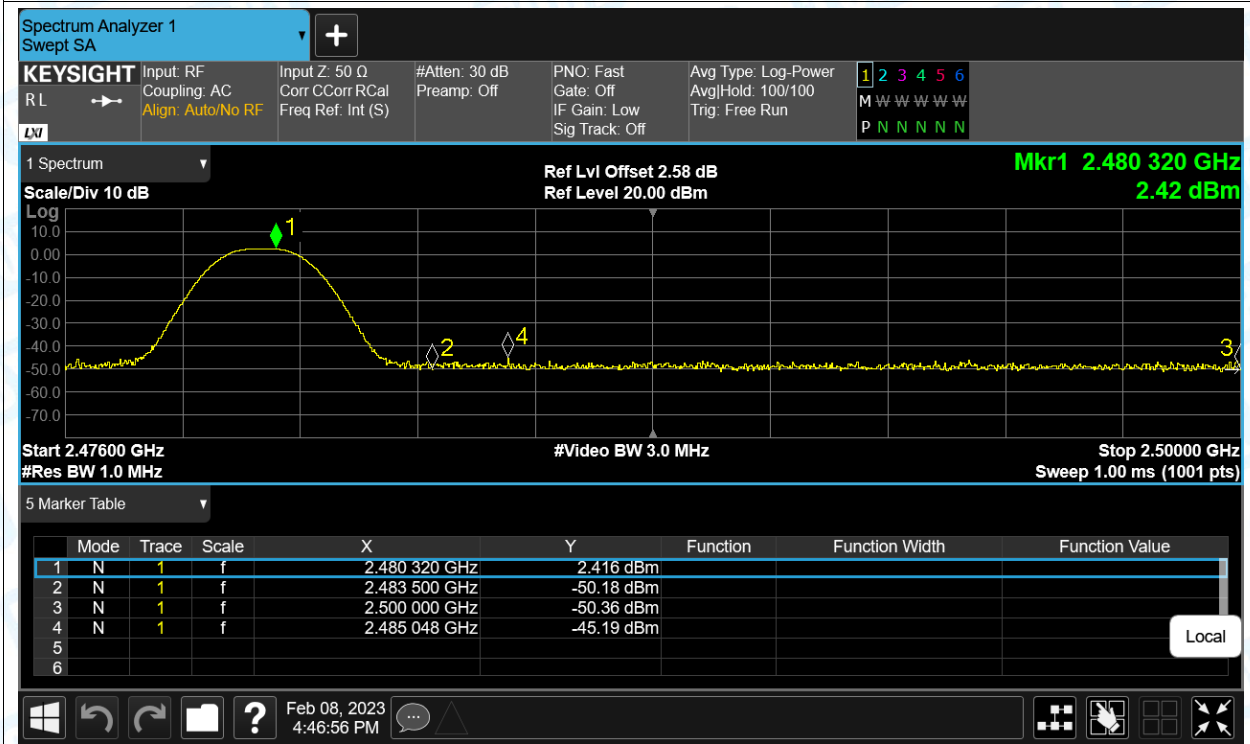 Spectrum Analyzer 1
Swept SA
+
KEYSIGHT
R L
LXI
Input: RF
Coupling: AC
Align: Auto/No RF
Input Z: 50 Ω
Corr CCorr RCal
Freq Ref: Int (S)
#Atten: 30 dB
Preamp: Off
PNO: Fast
Gate: Off
IF Gain: Low
Sig Track: Off
Avg Type: Log-Power
Avg|Hold: 100/100
Trig: Free Run
1 2 3 4 5 6
M W W W W W W
P N N N N N
1 Spectrum
Scale/Div 10 dB
Ref Lvl Offset 2.58 dB
Ref Level 20.00 dBm
Mkr1 2.480 320 GHz
2.42 dBm
Log
10.0
0.00
-10.0
-20.0
-30.0
-40.0
-50.0
-60.0
-70.0
1
2
4
3
Start 2.47600 GHz
#Res BW 1.0 MHz
#Video BW 3.0 MHz
Stop 2.50000 GHz
Sweep 1.00 ms (1001 pts)
5 Marker Table
Mode Trace Scale X Y Function Function Width Function Value
1 N 1 f 2.480 320 GHz 2.416 dBm
2 N 1 f 2.483 500 GHz -50.18 dBm
3 N 1 f 2.500 000 GHz -50.36 dBm
4 N 1 f 2.485 048 GHz -45.19 dBm
5
6
Local
?
Feb 08, 2023
4:46:56 PM